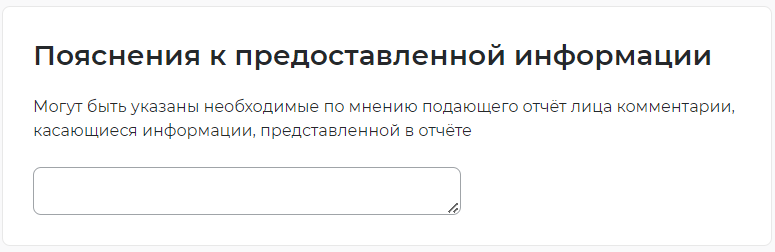 Пояснения к предоставленной информации
Могут быть указаны необходимые по мнению подающего отчёт лица комментарии,
касающиеся информации, представленной в отчёте